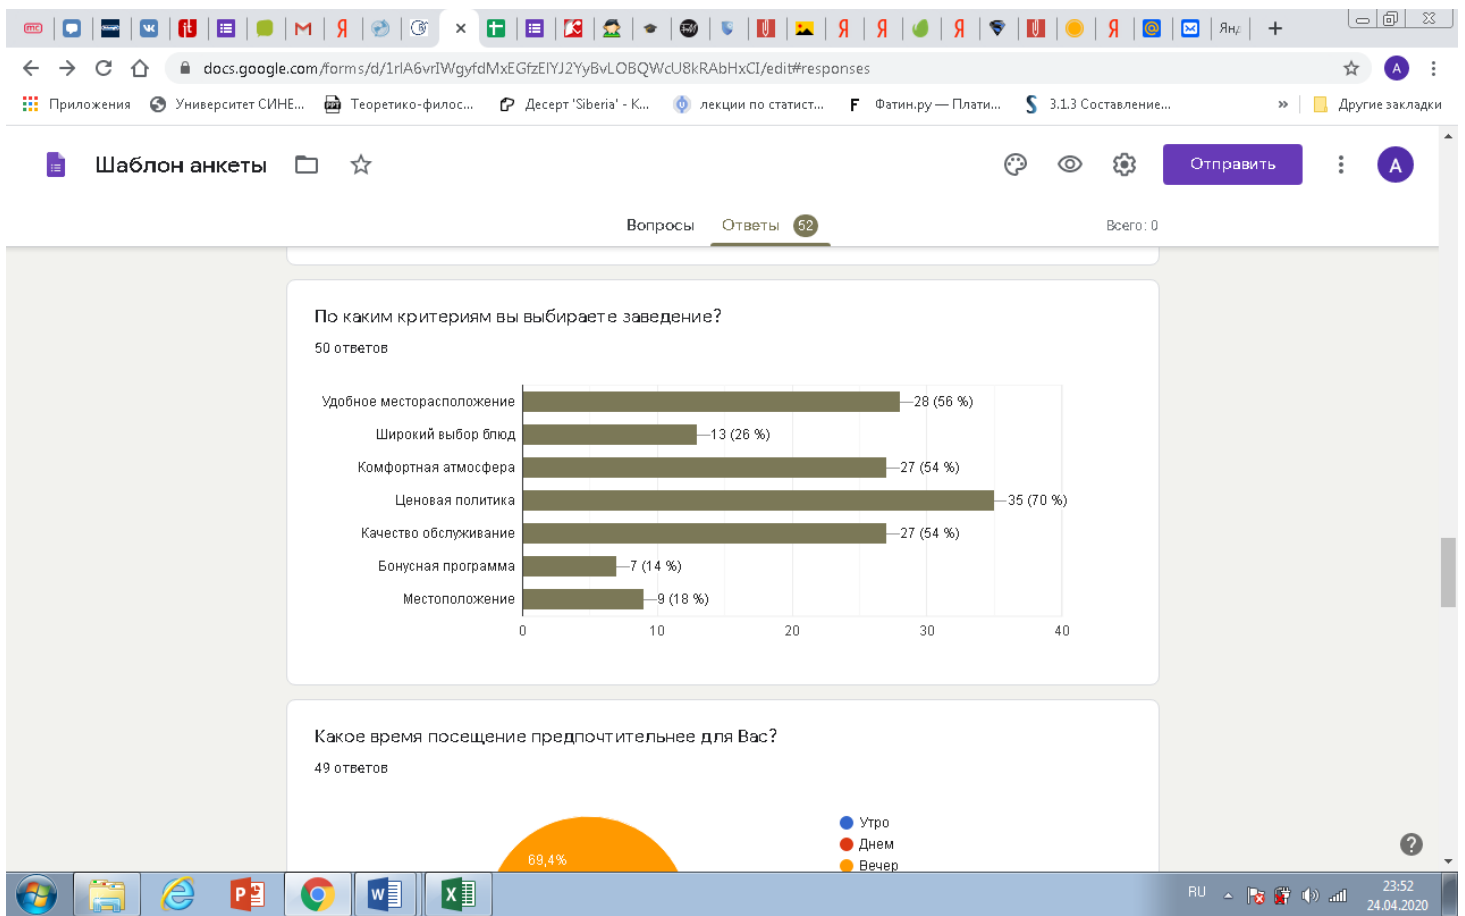 Янд
docs.google.com/forms/d/1rIA6vrIWgyfdMxEGfzEIYJ2YyBvLOBQWcU8kRAbHxCI/edit#responses
A
Приложения Университет СИНЕ... Теоретико-филос... Десерт 'Siberia' - К... лекции по статист... Фатин.ру — Плати... 3.1.3 Составление... » Другие закладки
Шаблон анкеты Отправить A
Вопросы Ответы 52 Всего: 0
По каким критериям вы выбираете заведение?
50 ответов
Удобное месторасположение 28 (56 %)
Широкий выбор блюд 13 (26 %)
Комфортная атмосфера 27 (54 %)
Ценовая политика 35 (70 %)
Качество обслуживание 27 (54 %)
Бонусная программа 7 (14 %)
Местоположение 9 (18 %)
0 10 20 30 40
Какое время посещение предпочтительнее для Вас?
49 ответов
Утро
Днем
69,4% Вечер
RU 23:52
24.04.2020